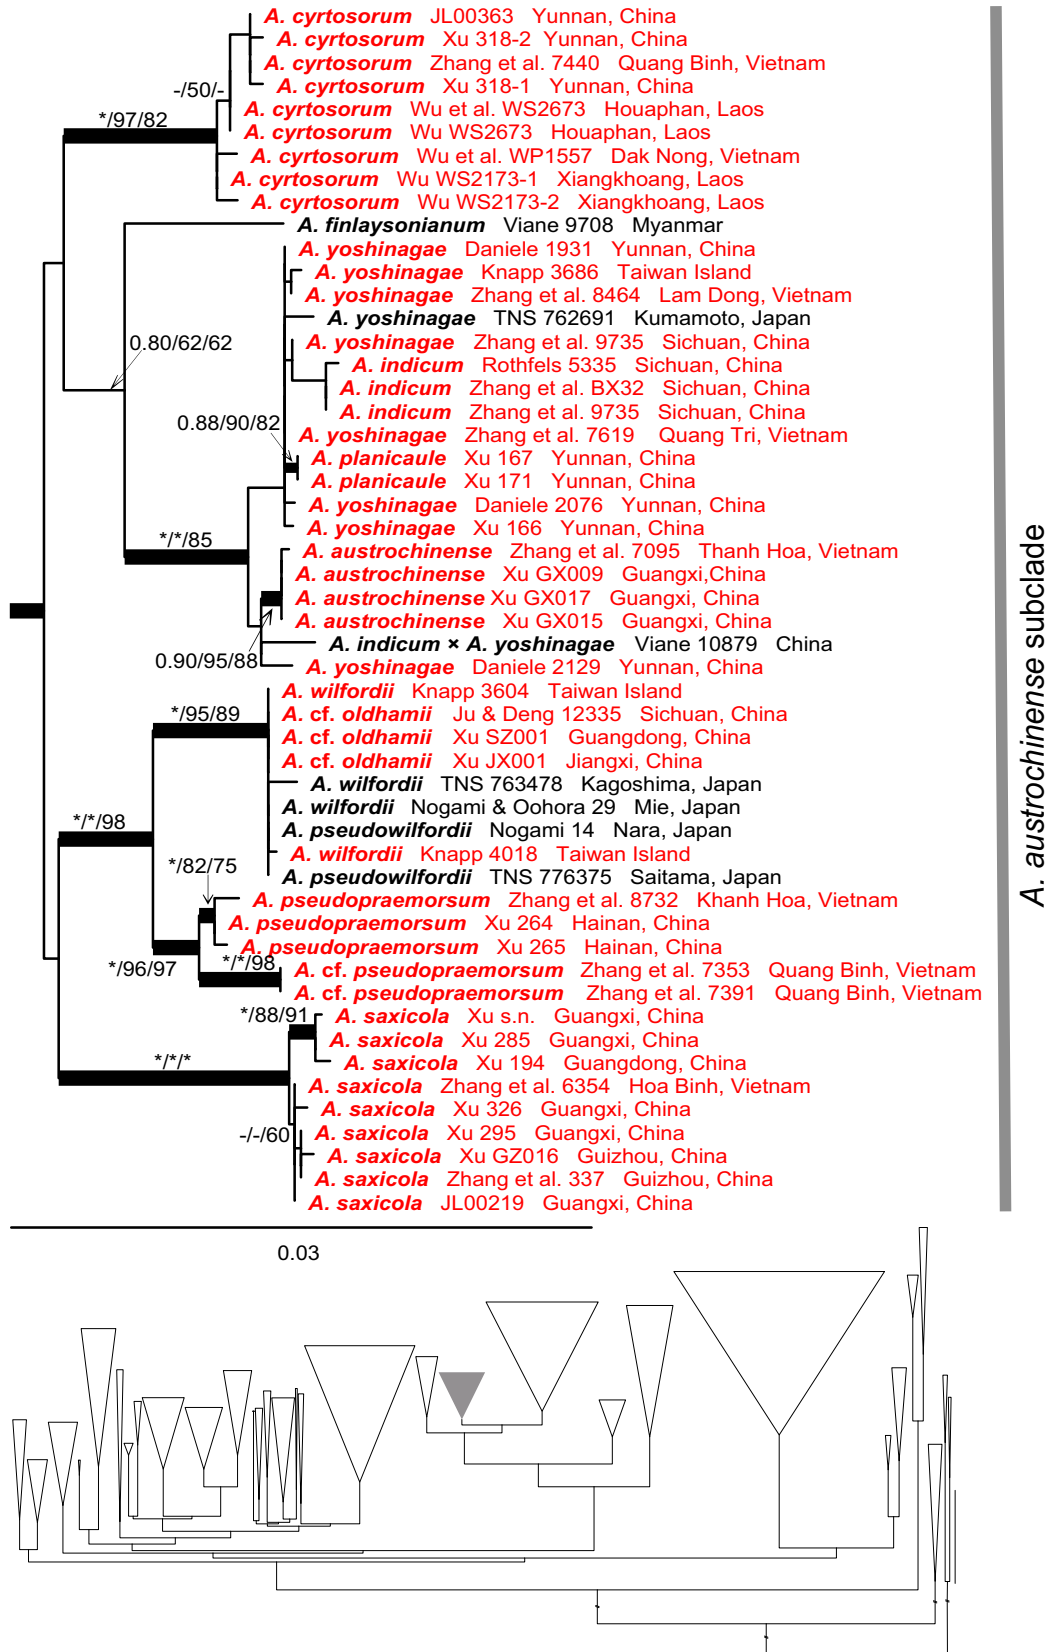 A. cyrtosorum JL00363 Yunnan, China
A. cyrtosorum Xu 318-2 Yunnan, China
A. cyrtosorum Zhang et al. 7440 Quang Binh, Vietnam
A. cyrtosorum Xu 318-1 Yunnan, China
-/50/-
A. cyrtosorum Wu et al. WS2673 Houaphan, Laos
*/97/82
A. cyrtosorum Wu WS2673 Houaphan, Laos
A. cyrtosorum Wu et al. WP1557 Dak Nong, Vietnam
A. cyrtosorum Wu WS2173-1 Xiangkhoang, Laos
A. cyrtosorum Wu WS2173-2 Xiangkhoang, Laos
A. finlaysonianum Viane 9708 Myanmar
A. yoshinagae Daniele 1931 Yunnan, China
A. yoshinagae Knapp 3686 Taiwan Island
A. yoshinagae Zhang et al. 8464 Lam Dong, Vietnam
A. yoshinagae TNS 762691 Kumamoto, Japan
0.80/62/62
A. yoshinagae Zhang et al. 9735 Sichuan, China
A. indicum Rothfels 5335 Sichuan, China
A. indicum Zhang et al. BX32 Sichuan, China
A. indicum Zhang et al. 9735 Sichuan, China
0.88/90/82
A. yoshinagae Zhang et al. 7619 Quang Tri, Vietnam
A. planicaule Xu 167 Yunnan, China
A. planicaule Xu 171 Yunnan, China
A. yoshinagae Daniele 2076 Yunnan, China
A. yoshinagae Xu 166 Yunnan, China
*/*/85
A. austrochinense Zhang et al. 7095 Thanh Hoa, Vietnam
A. austrochinense Xu GX009 Guangxi,China
A. austrochinense Xu GX017 Guangxi, China
A. austrochinense Xu GX015 Guangxi, China
A. indicum × A. yoshinagae Viane 10879 China
0.90/95/88
A. yoshinagae Daniele 2129 Yunnan, China
A. wilfordii Knapp 3604 Taiwan Island
*/95/89
A. cf. oldhamii Ju & Deng 12335 Sichuan, China
A. cf. oldhamii Xu SZ001 Guangdong, China
A. cf. oldhamii Xu JX001 Jiangxi, China
A. wilfordii TNS 763478 Kagoshima, Japan
A. wilfordii Nogami & Oohora 29 Mie, Japan
*/*/98
A. pseudowilfordii Nogami 14 Nara, Japan
A. wilfordii Knapp 4018 Taiwan Island
*/82/75
A. pseudowilfordii TNS 776375 Saitama, Japan
A. pseudopraemorsum Zhang et al. 8732 Khanh Hoa, Vietnam
A. pseudopraemorsum Xu 264 Hainan, China
A. pseudopraemorsum Xu 265 Hainan, China
*/96/97
*/*/98
A. cf. pseudopraemorsum Zhang et al. 7353 Quang Binh, Vietnam
A. cf. pseudopraemorsum Zhang et al. 7391 Quang Binh, Vietnam
*/88/91
A. saxicola Xu s.n. Guangxi, China
A. saxicola Xu 285 Guangxi, China
*/*/*
A. saxicola Xu 194 Guangdong, China
A. saxicola Zhang et al. 6354 Hoa Binh, Vietnam
A. saxicola Xu 326 Guangxi, China
-/-/60
A. saxicola Xu 295 Guangxi, China
A. saxicola Xu GZ016 Guizhou, China
A. saxicola Zhang et al. 337 Guizhou, China
A. saxicola JL00219 Guangxi, China
A. austrochinense subclade
0.03